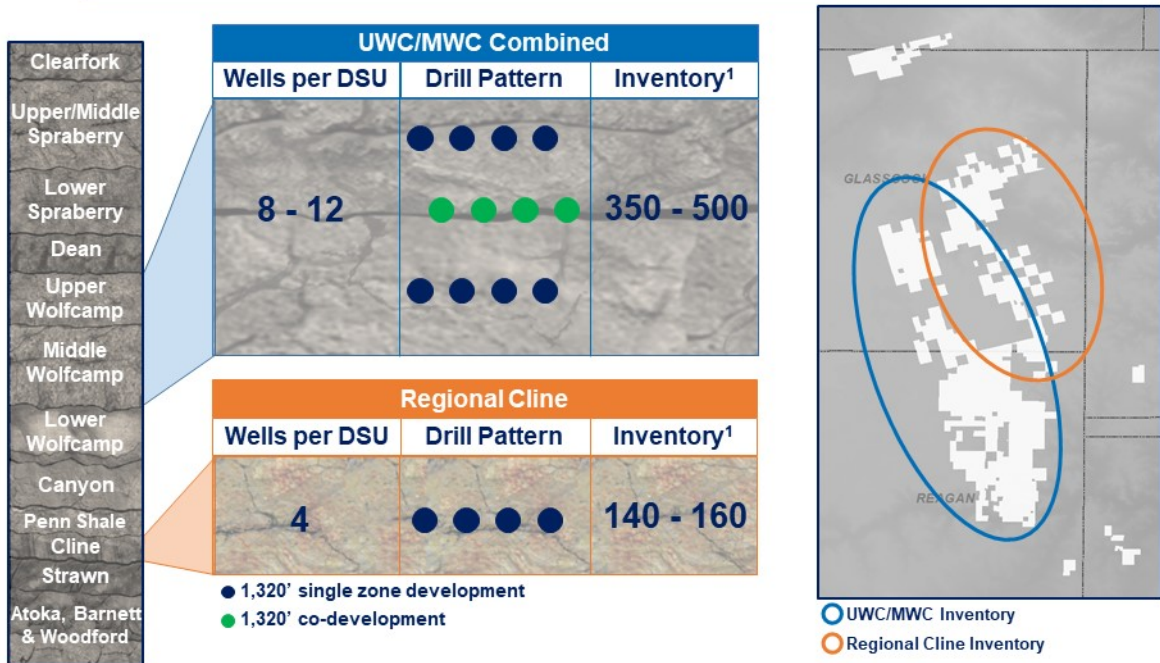 Clearfork
Upper/Middle
Spraberry
Lower
Spraberry
Dean
Upper
Wolfcamp
Middle
Wolfcamp
Lower
Wolfcamp
Canyon
Penn Shale
Cline
Strawn
Atoka, Barnett
& Woodford
UWC/MWC Combined
Wells per DSU Drill Pattern Inventory¹
8 - 12 350 - 500
Regional Cline
Wells per DSU Drill Pattern Inventory¹
4 140 - 160
1,320’ single zone development
1,320’ co-development
REAGAN
UWC/MWC Inventory
Regional Cline Inventory